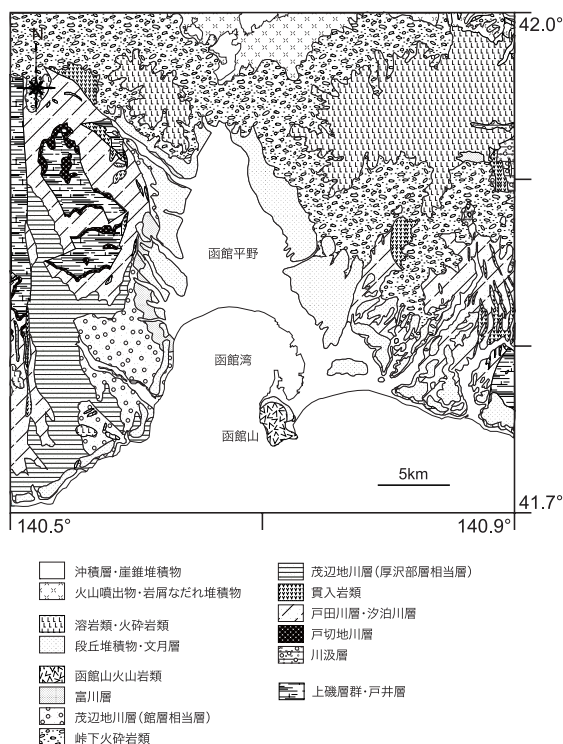 N
42.0°
函館平野
函館湾
函館山
5km
41.7°
140.5°
140.9°
沖積層・崖錐堆積物
火山噴出物・岩屑なだれ堆積物
溶岩類・火砕岩類
段丘堆積物・文月層
函館山火山岩類
富川層
茂辺地川層(館層相当層)
峠下火砕岩類
茂辺地川層(厚沢部層相当層)
貫入岩類
戸田川層・汐泊川層
戸切地川層
川汲層
上磯層群・戸井層